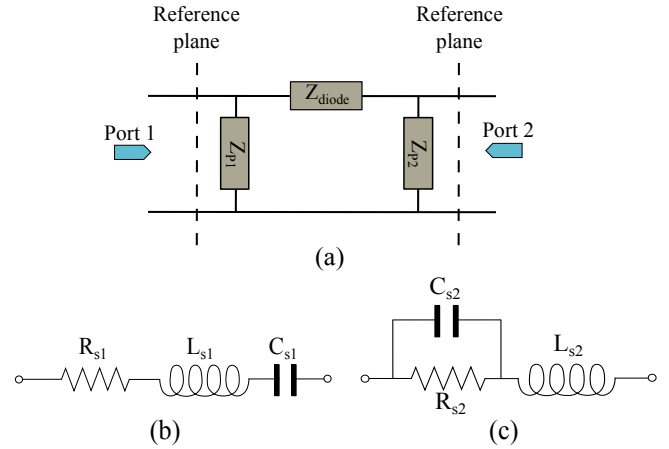 Reference
plane
Reference
plane
Z_diode
Port 1
Z_P1
Z_P2
Port 2
(a)
R_s1
L_s1
C_s1
(b)
C_s2
R_s2
L_s2
(c)